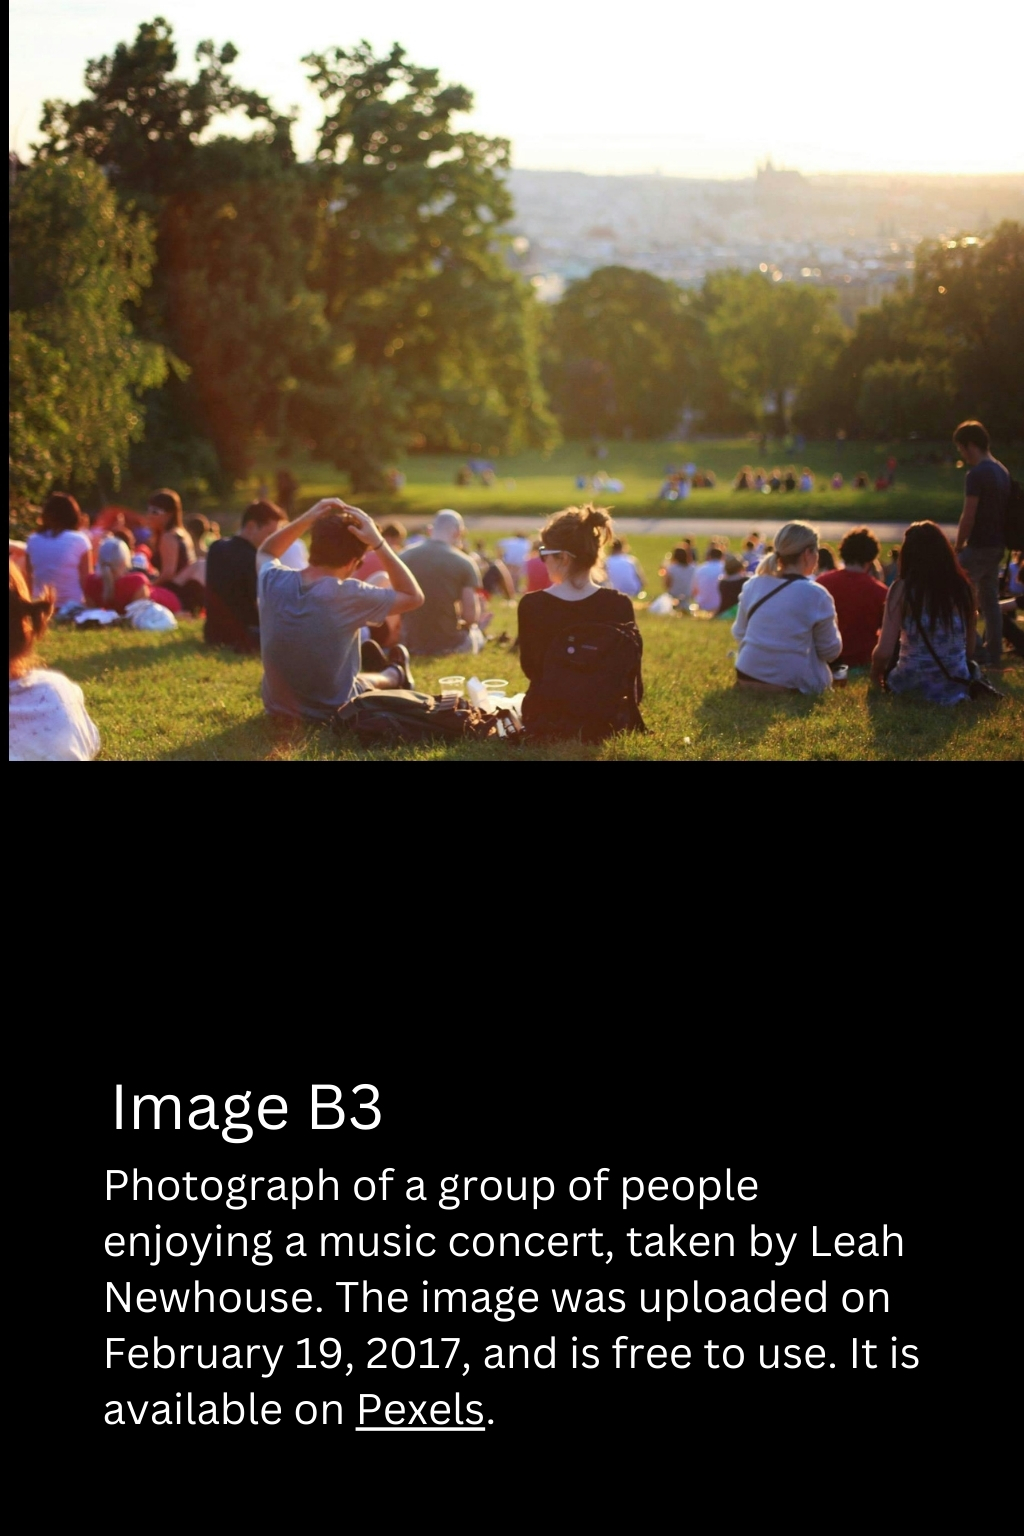 Image B3
Photograph of a group of people
enjoying a music concert, taken by Leah
Newhouse. The image was uploaded on
February 19, 2017, and is free to use. It is
available on Pexels.